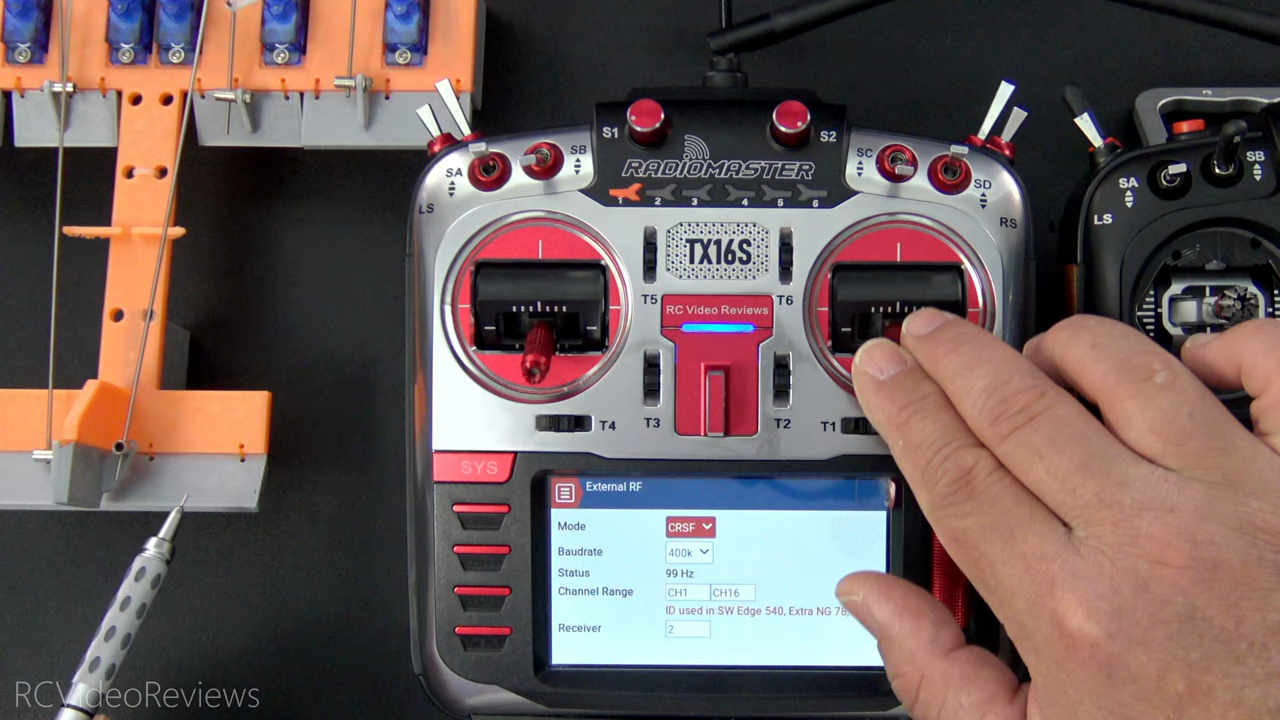 S1
S2
SB
SC
SA
SD
RADIOMASTER
1 2 3 4 5 6
LS
RS
SA
SB
LS
TX16S
T5
T6
RC Video Reviews
T4
T3
T2
T1
SYS
External RF
Mode
CRSF
Baudrate
400k
Status
99 Hz
Channel Range
CH1 CH16
ID used in:SW Edge 540, Extra NG 78,
Receiver
2
RCVideoReviews